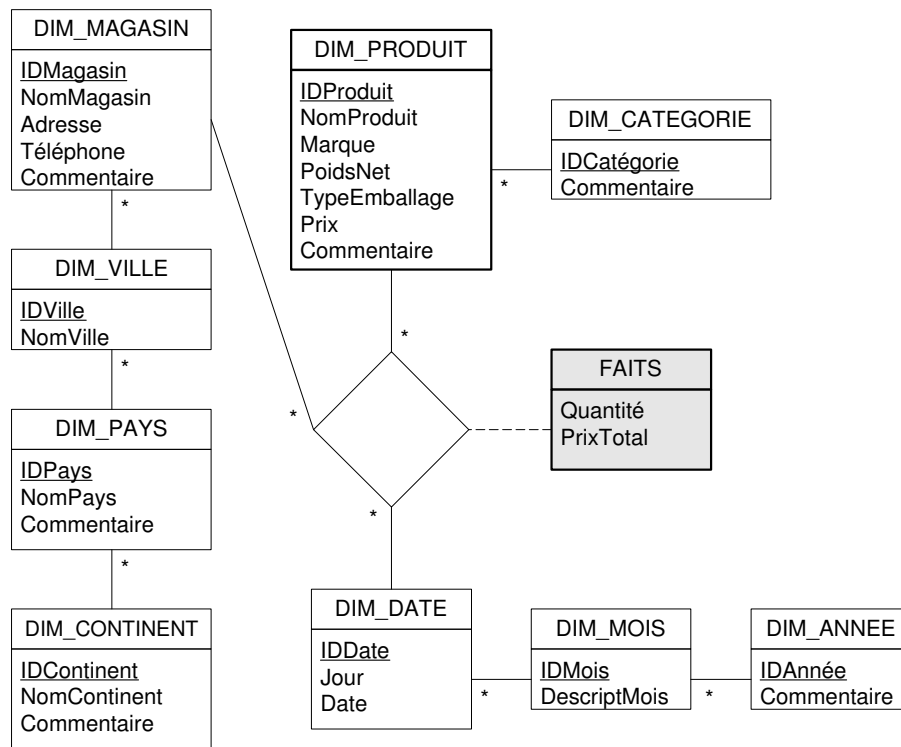 DIM_MAGASIN
IDMagasin
NomMagasin
Adresse
Téléphone
Commentaire
*
DIM_VILLE
IDVille
NomVille
*
DIM_PAYS
IDPays
NomPays
Commentaire
*
DIM_CONTINENT
IDContinent
NomContinent
Commentaire
DIM_PRODUIT
IDProduit
NomProduit
Marque
PoidsNet
TypeEmballage
Prix
Commentaire
*
DIM_CATEGORIE
IDCatégorie
Commentaire
*
*
FAITS
Quantité
PrixTotal
*
DIM_DATE
IDDate
Jour
Date
*
DIM_MOIS
IDMois
DescriptMois
*
DIM_ANNEE
IDAnnée
Commentaire